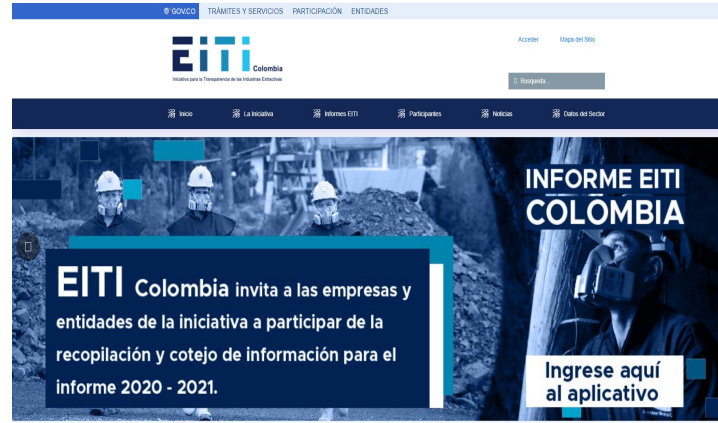 GOV.CO TRÁMITES Y SERVICIOS PARTICIPACIÓN ENTIDADES
EITI Colombia
Iniciativa para la Transparencia de las Industrias Extractivas
Acceder Mapa del Sitio
Busqueda...
Inicio La Iniciativa Informes EITI Participantes Noticias Datos del Sector
INFORME EITI
COLOMBIA
EITI Colombia invita a las empresas y
entidades de la iniciativa a participar de la
recopilación y cotejo de información para el
informe 2020 - 2021.
Ingrese aquí
al aplicativo